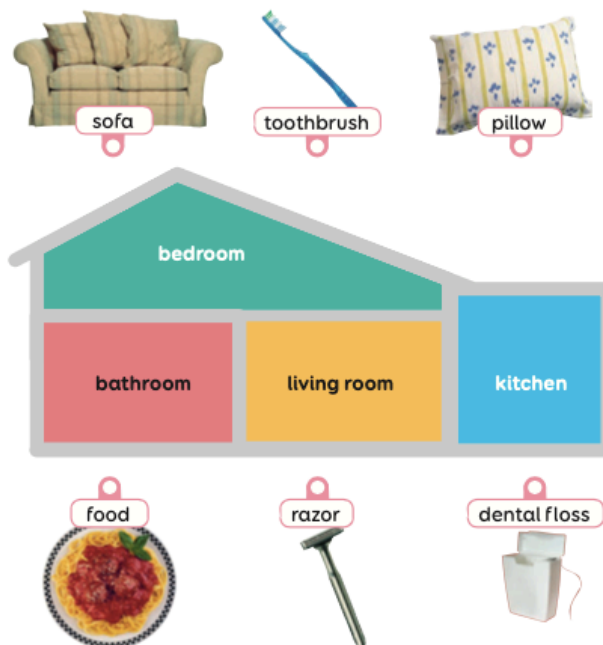 sofa
toothbrush
pillow
bedroom
bathroom
living room
kitchen
food
razor
dental floss